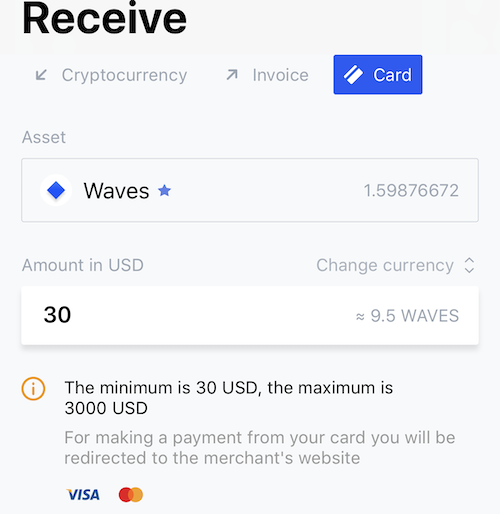 Receive
Cryptocurrency Invoice Card
Asset
Waves 1.59876672
Amount in USD Change currency
30 ≈ 9.5 WAVES
The minimum is 30 USD, the maximum is
3000 USD
For making a payment from your card you will be
redirected to the merchant's website
VISA